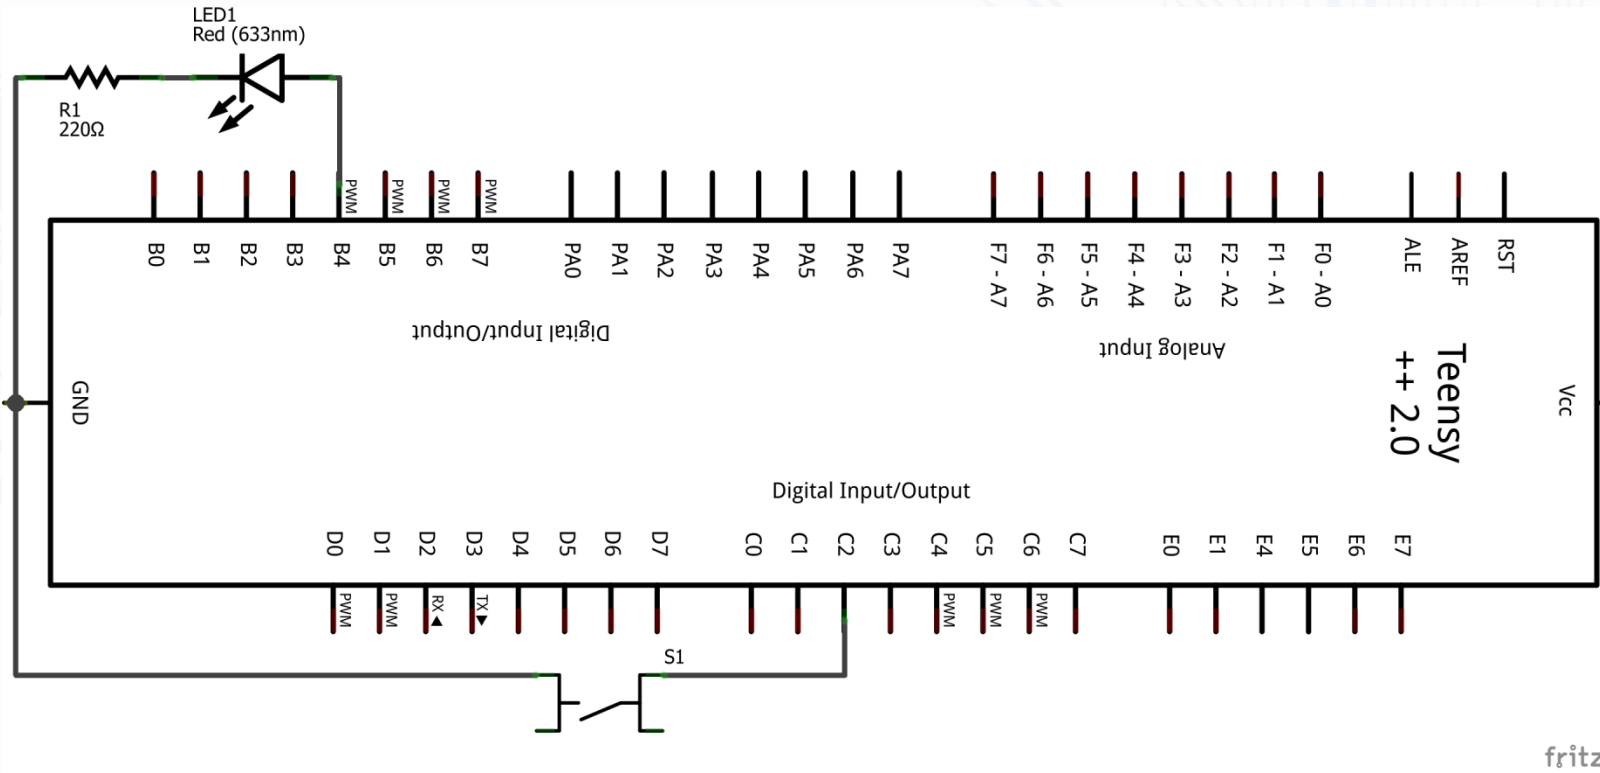 LED1
Red (633nm)
R1
220Ω
PWM
PWM
PWM
PWM
B0
B1
B2
B3
B4
B5
B6
B7
PA0
PA1
PA2
PA3
PA4
PA5
PA6
PA7
F7 - A7
F6 - A6
F5 - A5
F4 - A4
F3 - A3
F2 - A2
F1 - A1
F0 - A0
ALE
AREF
RST
Digital Input/Output
Analog Input
GND
Teensy
++ 2.0
Vcc
Digital Input/Output
D0
D1
D2
D3
D4
D5
D6
D7
C0
C1
C2
C3
C4
C5
C6
C7
E0
E1
E4
E5
E6
E7
PWM
PWM
RX
TX
PWM
PWM
PWM
S1
fritz